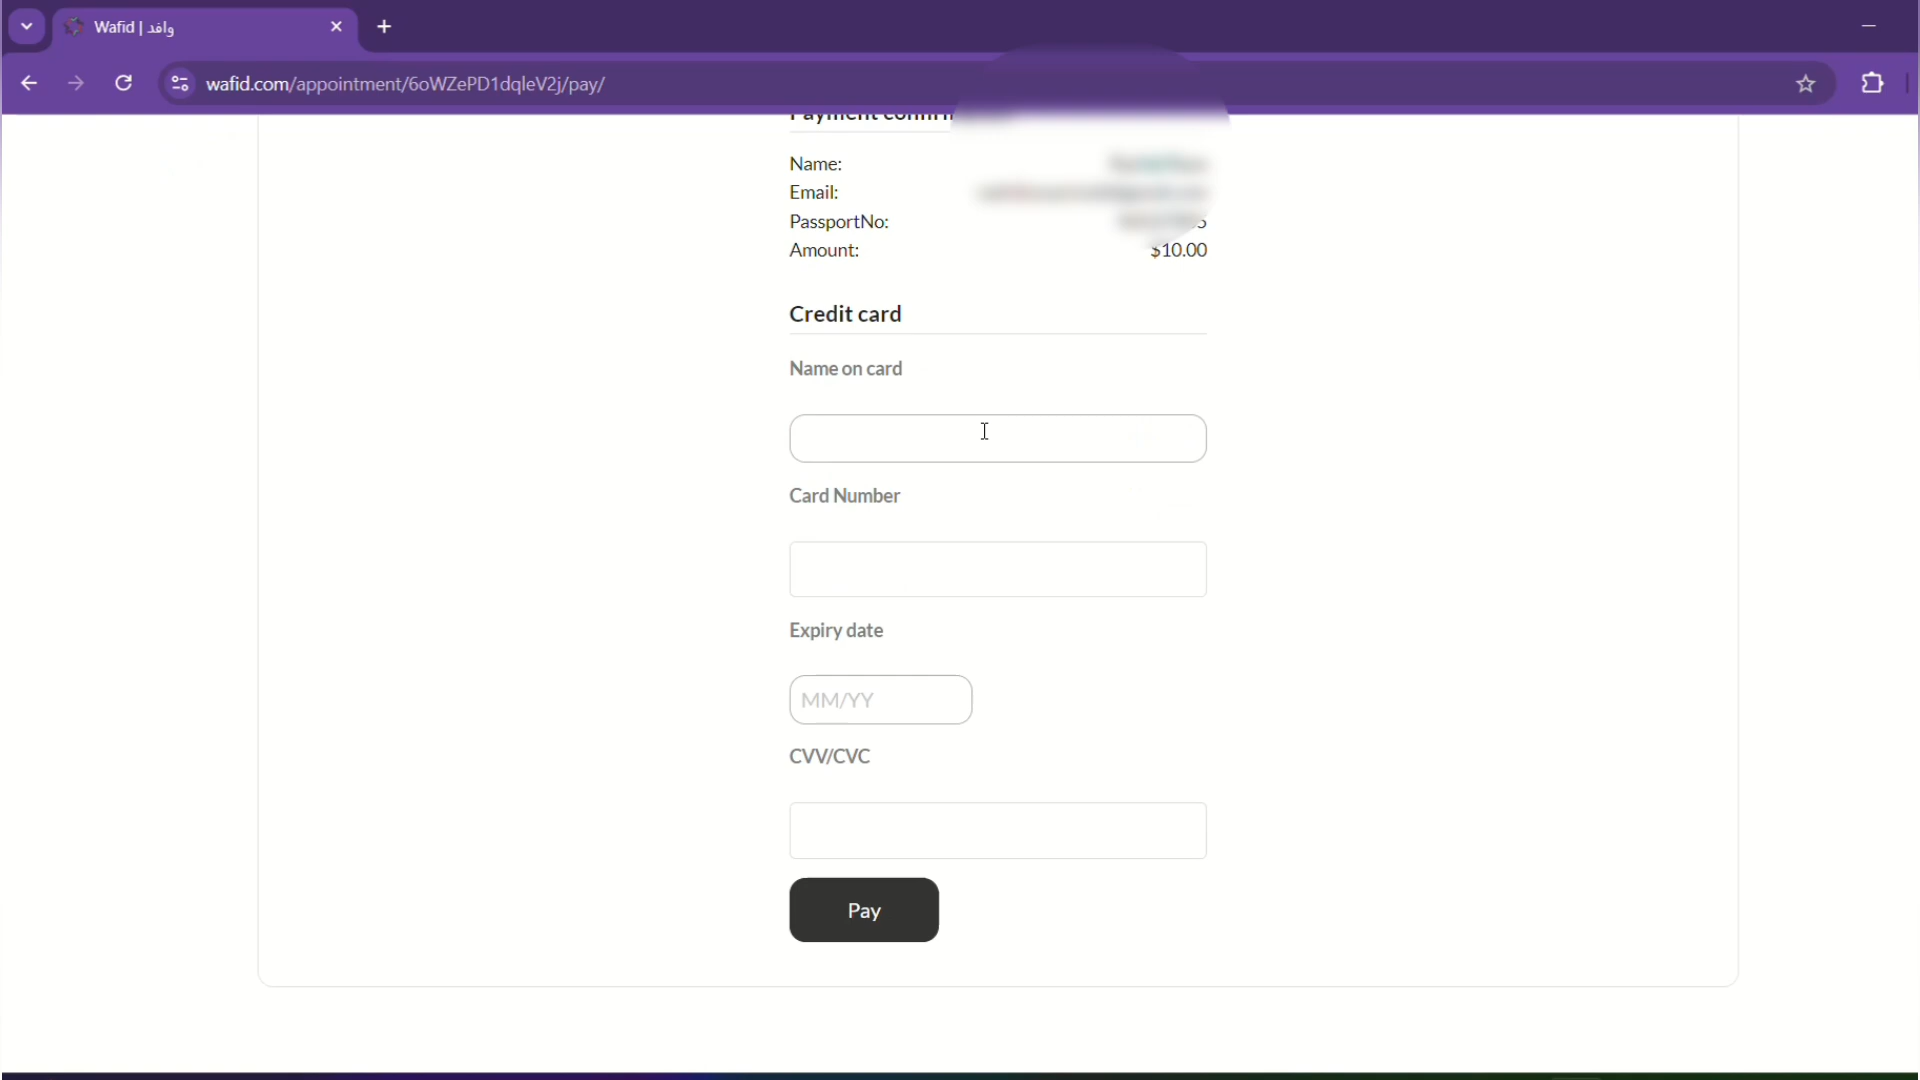 Wafid | وافد
wafid.com/appointment/6oWZePD1dqleV2j/pay/
Payment
Name:
Email:
PassportNo:
Amount: $10.00
Credit card
Name on card
Card Number
Expiry date
MM/YY
CVV/CVC
Pay